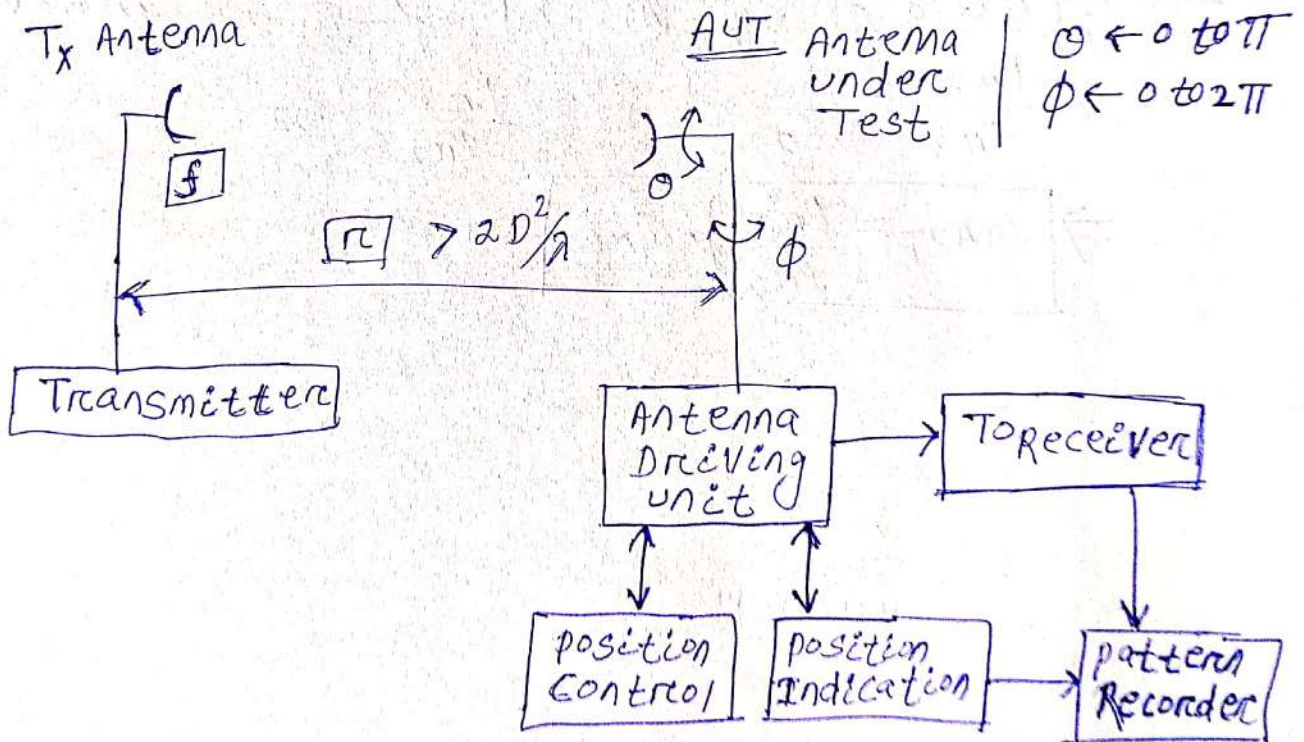 Tx Antenna
AUT Antenna
under
Test
θ ← 0 to π
φ ← 0 to 2π
f
θ
r > 2D²/λ
φ
Transmitter
Antenna
Driving
unit
To Receiver
position
Control
position
Indication
pattern
Recorder